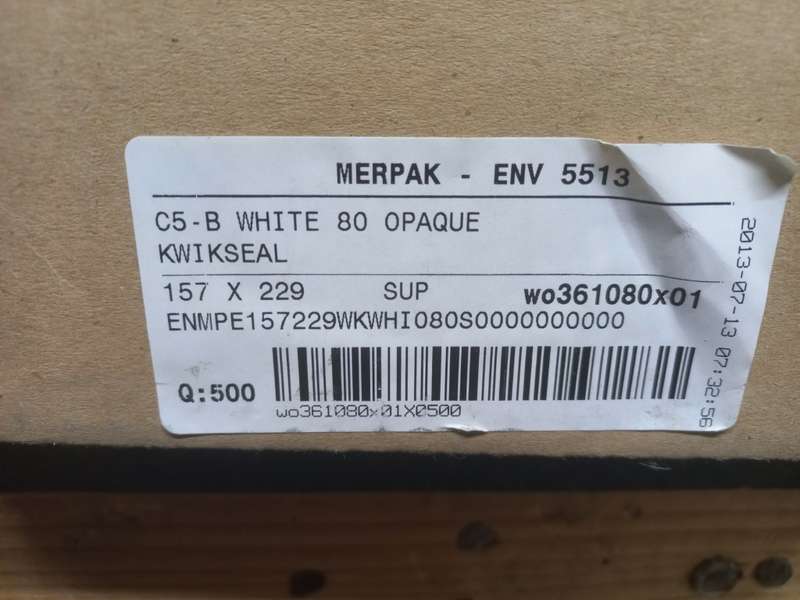 MERPAK - ENV 5513
C5-B WHITE 80 OPAQUE
KWIKSEAL
157 X 229 SUP wo361080x01
ENMPE157229WKWHI080S0000000000
Q:500
wo361080x01X0500
2013-07-13 07:32:56